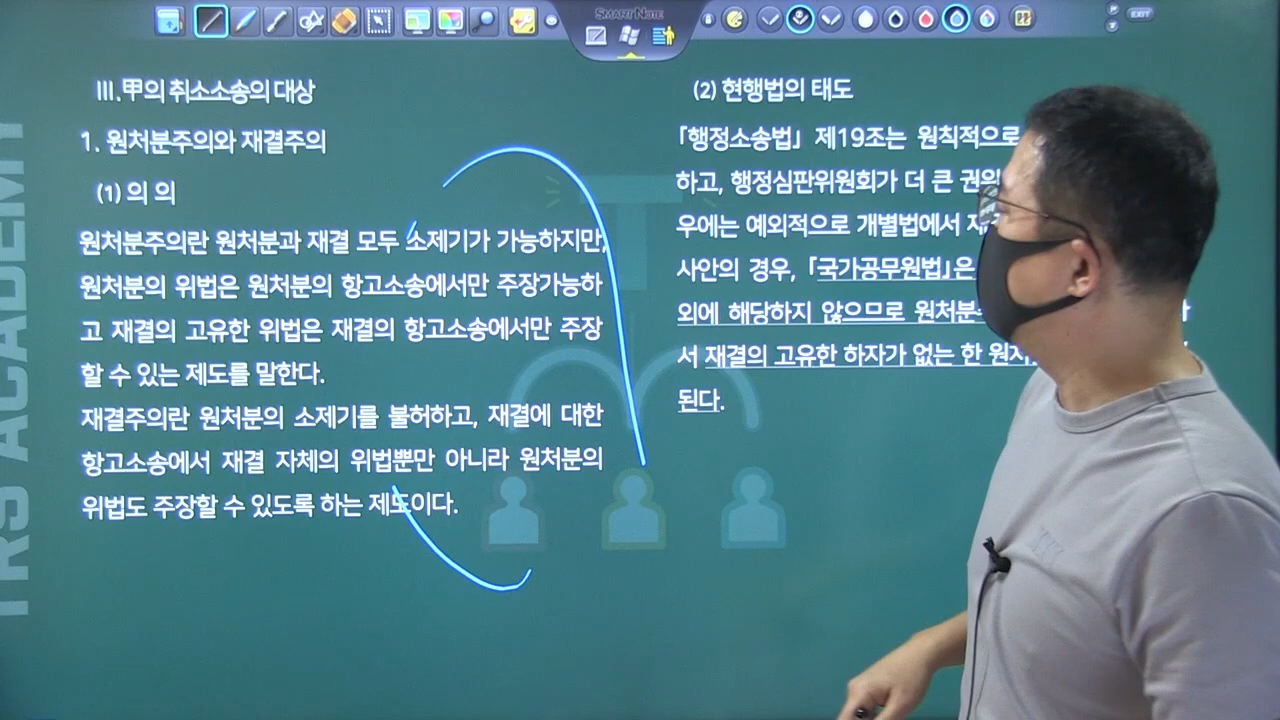 SMART NOTE
EXIT
III.甲의 취소소송의 대상
1. 원처분주의와 재결주의
(1) 의 의
원처분주의란 원처분과 재결 모두 소제기가 가능하지만,
원처분의 위법은 원처분의 항고소송에서만 주장가능하
고 재결의 고유한 위법은 재결의 항고소송에서만 주장
할 수 있는 제도를 말한다.
재결주의란 원처분의 소제기를 불허하고, 재결에 대한
항고소송에서 재결 자체의 위법뿐만 아니라 원처분의
위법도 주장할 수 있도록 하는 제도이다.
(2) 현행법의 태도
「행정소송법」 제19조는 원칙적으로
하고, 행정심판위원회가 더 큰 권위
우에는 예외적으로 개별법에서
사안의 경우, 「국가공무원법」은
외에 해당하지 않으므로
서 재결의 고유한 하자가 없는 한
된다.
TRS ACADEMY